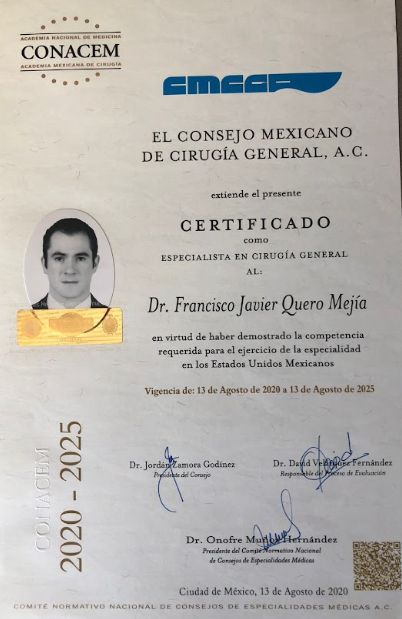 ACADEMIA NACIONAL DE MEDICINA
CONACEM
ACADEMIA MEXICANA DE CIRUGÍA
CMCG
EL CONSEJO MEXICANO
DE CIRUGÍA GENERAL, A.C.
extiende el presente
CERTIFICADO
como
ESPECIALISTA EN CIRUGÍA GENERAL
AL:
Dr. Francisco Javier Quero Mejía
en virtud de haber demostrado la competencia
requerida para el ejercicio de la especialidad
en los Estados Unidos Mexicanos
Vigencia de: 13 de Agosto de 2020 a 13 de Agosto de 2025
CONACEM
2020 - 2025
Dr. Jordán Zamora Godínez
Presidente del Consejo
Dr. David Velázquez Fernández
Responsable del Proceso de Evaluación
Dr. Onofre Muñoz Hernández
Presidente del Comité Normativo Nacional
de Consejos de Especialidades Médicas
Ciudad de México, 13 de Agosto de 2020
COMITÉ NORMATIVO NACIONAL DE CONSEJOS DE ESPECIALIDADES MÉDICAS A.C.